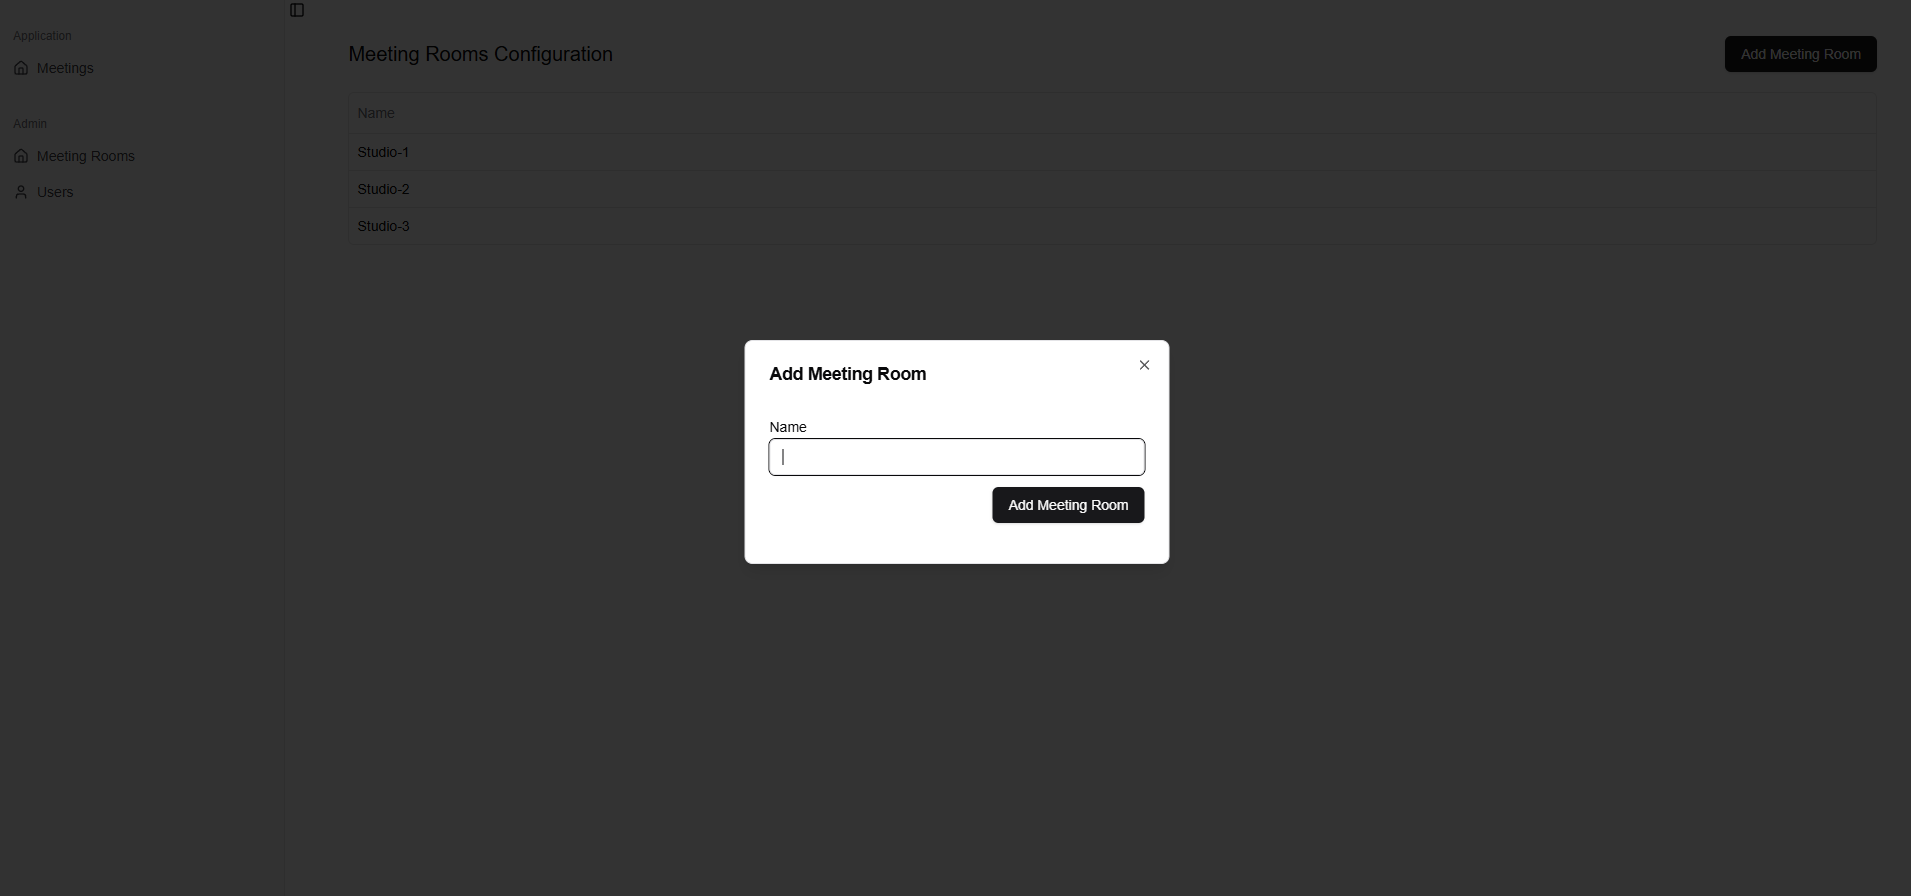 Application
Meetings
Admin
Meeting Rooms
Users
Meeting Rooms Configuration
Add Meeting Room
Name
Studio-1
Studio-2
Studio-3
Add Meeting Room
Name
Add Meeting Room